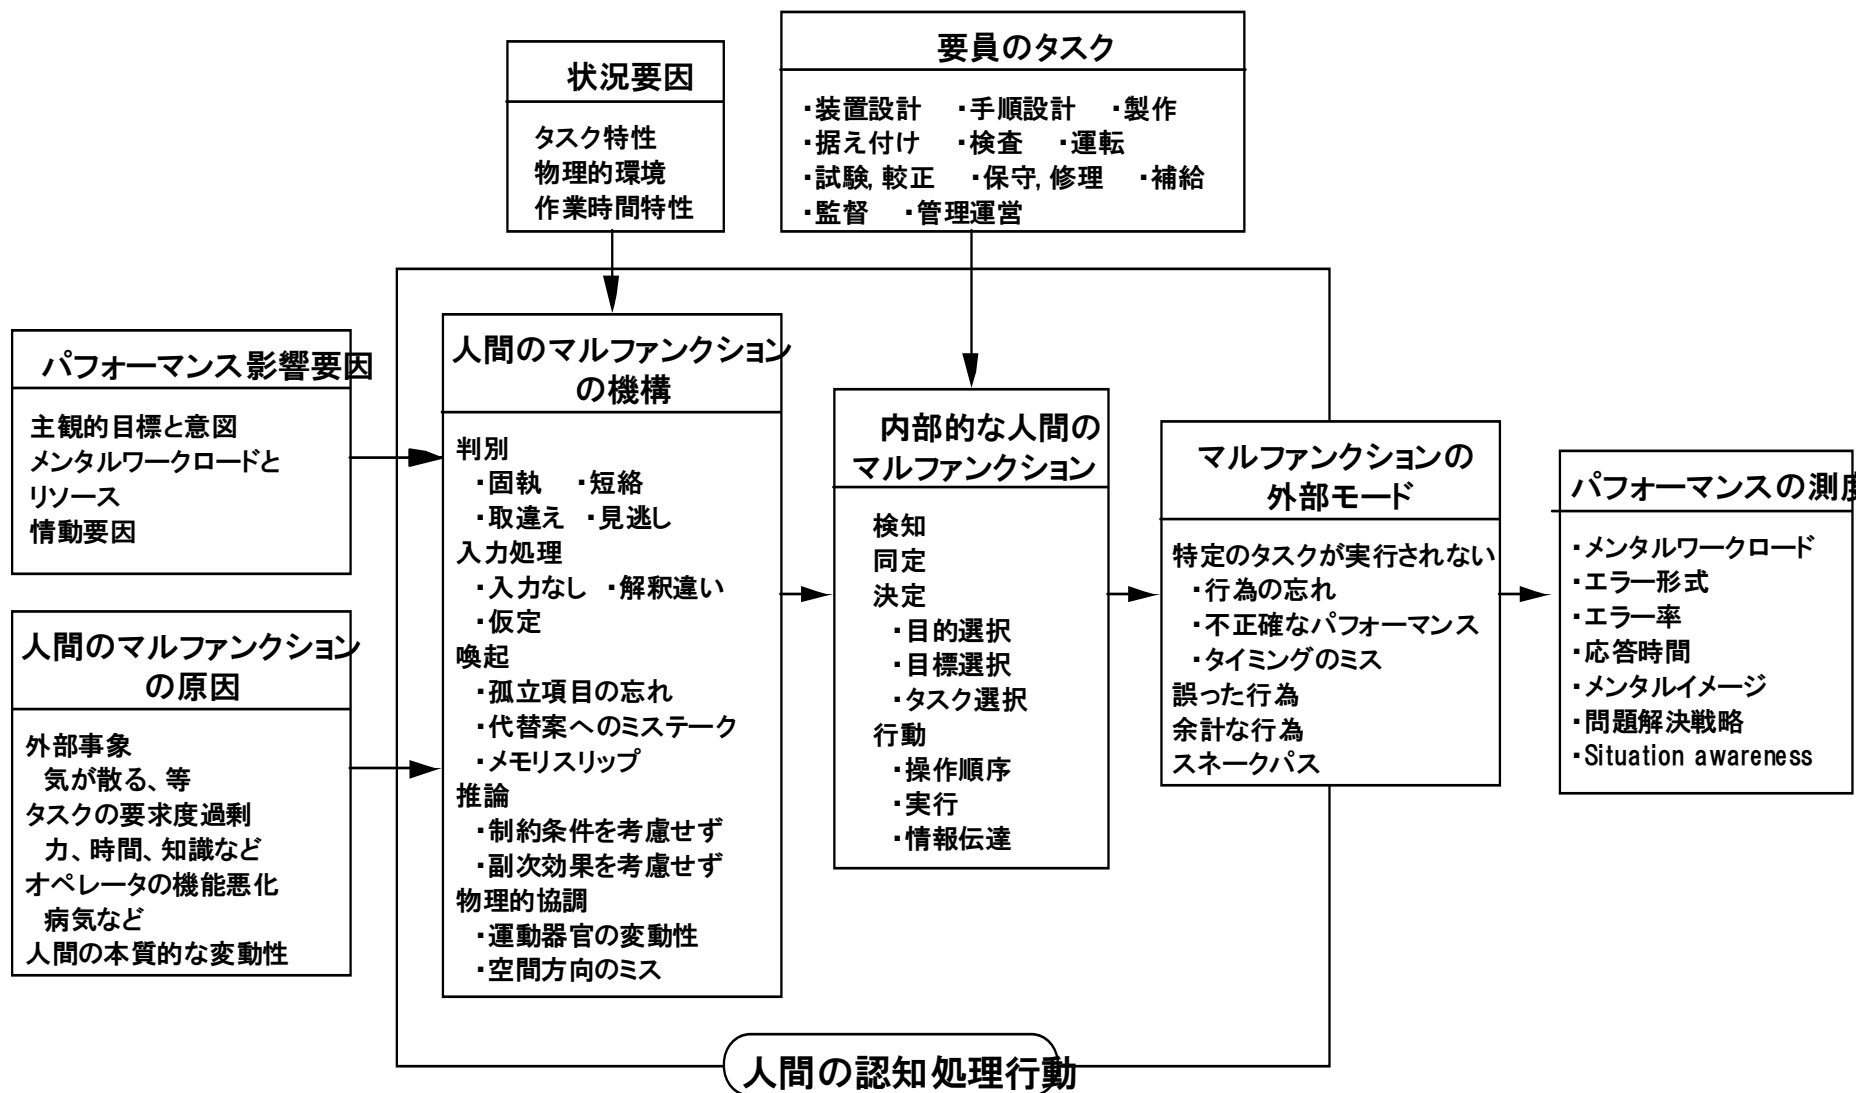 状況要因
タスク特性
物理的環境
作業時間特性
要員のタスク
・装置設計 ・手順設計 ・製作
・据え付け ・検査 ・運転
・試験, 較正 ・保守, 修理 ・補給
・監督 ・管理運営
パフォーマンス影響要因
主観的目標と意図
メンタルワークロードと
リソース
情動要因
人間のマルファンクション
の原因
外部事象
気が散る、等
タスクの要求度過剰
力、時間、知識など
オペレータの機能悪化
病気など
人間の本質的な変動性
人間のマルファンクション
の機構
判別
・固執 ・短絡
・取違え ・見逃し
入力処理
・入力なし ・解釈違い
・仮定
喚起
・孤立項目の忘れ
・代替案へのミステーク
・メモリスリップ
推論
・制約条件を考慮せず
・副次効果を考慮せず
物理的協調
・運動器官の変動性
・空間方向のミス
内部的な人間の
マルファンクション
検知
同定
決定
・目的選択
・目標選択
・タスク選択
行動
・操作順序
・実行
・情報伝達
マルファンクションの
外部モード
特定のタスクが実行されない
・行為の忘れ
・不正確なパフォーマンス
・タイミングのミス
誤った行為
余計な行為
スネークパス
パフォーマンスの測度
・メンタルワークロード
・エラー形式
・エラー率
・応答時間
・メンタルイメージ
・問題解決戦略
・Situation awareness
人間の認知処理行動